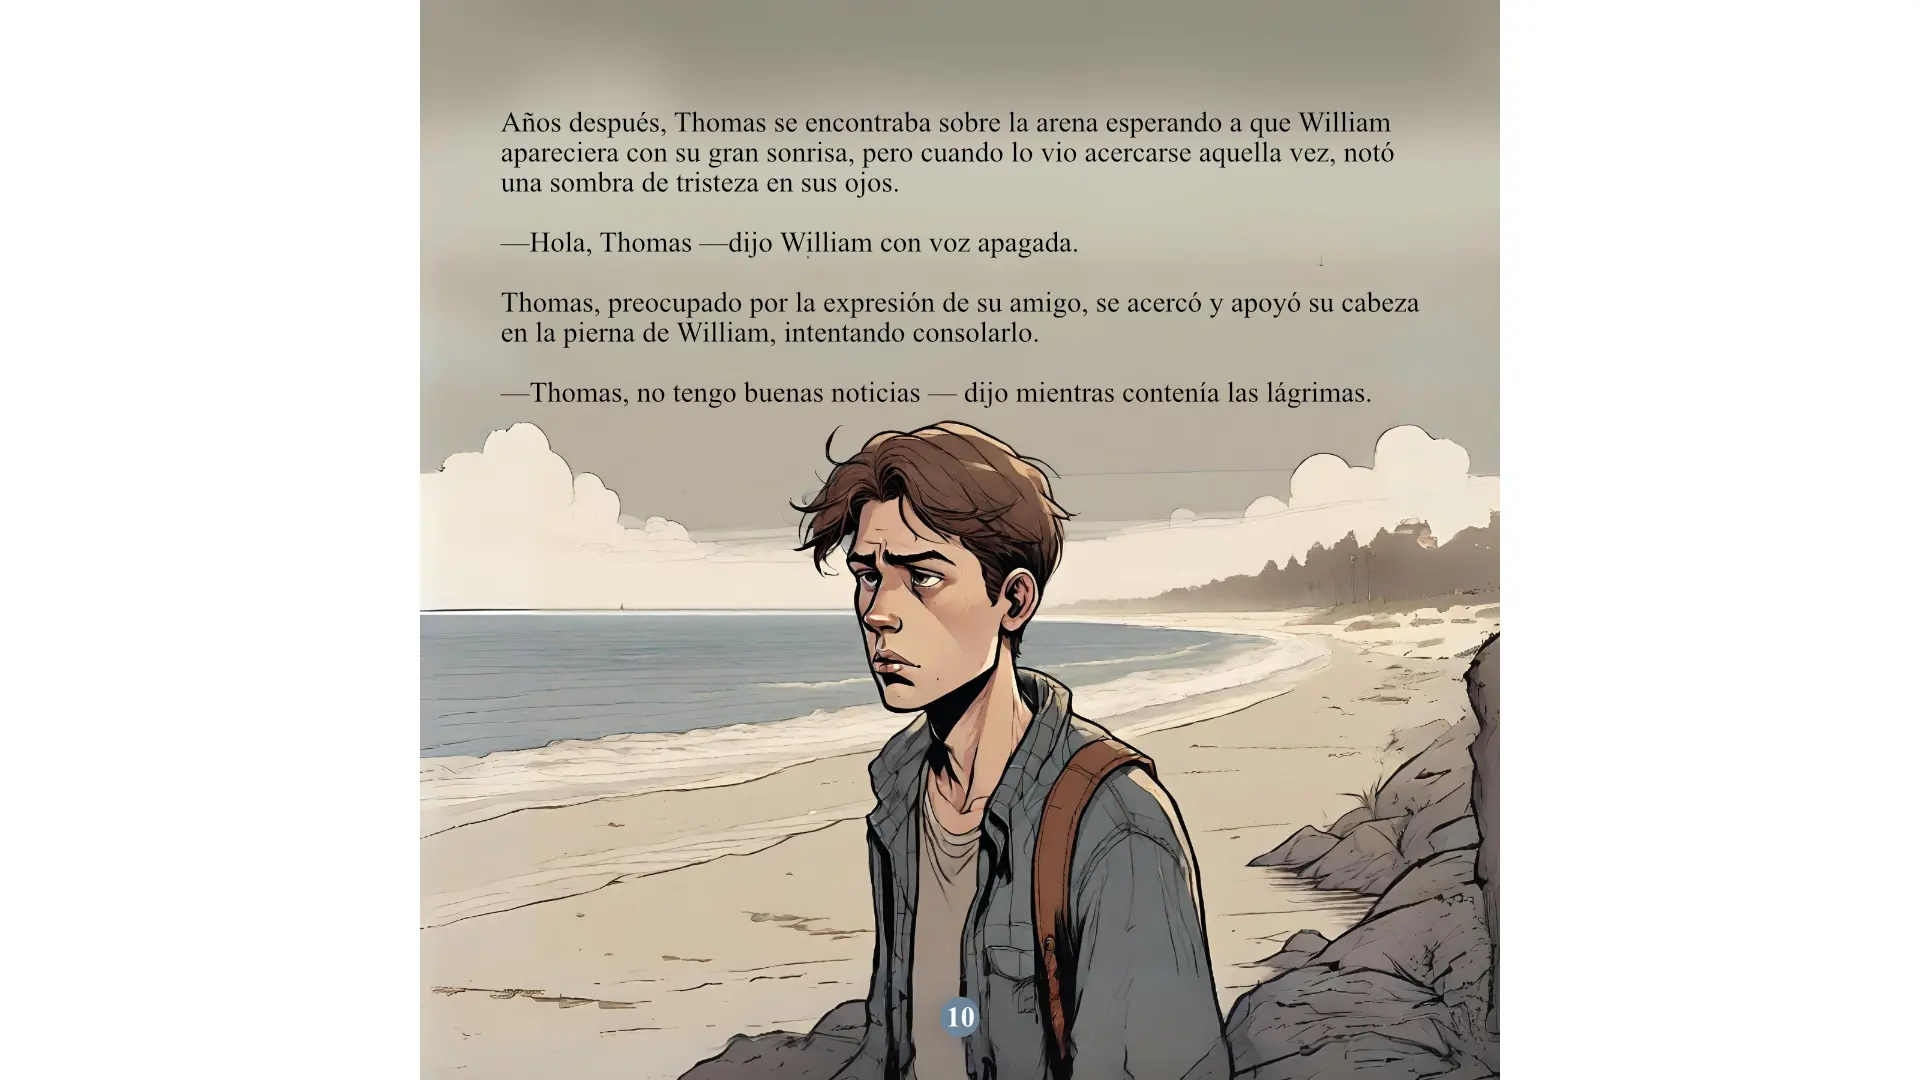 Años después, Thomas se encontraba sobre la arena esperando a que William
apareciera con su gran sonrisa, pero cuando lo vio acercarse aquella vez, notó
una sombra de tristeza en sus ojos.
—Hola, Thomas —dijo William con voz apagada.
Thomas, preocupado por la expresión de su amigo, se acercó y apoyó su cabeza
en la pierna de William, intentando consolarlo.
—Thomas, no tengo buenas noticias — dijo mientras contenía las lágrimas.
10